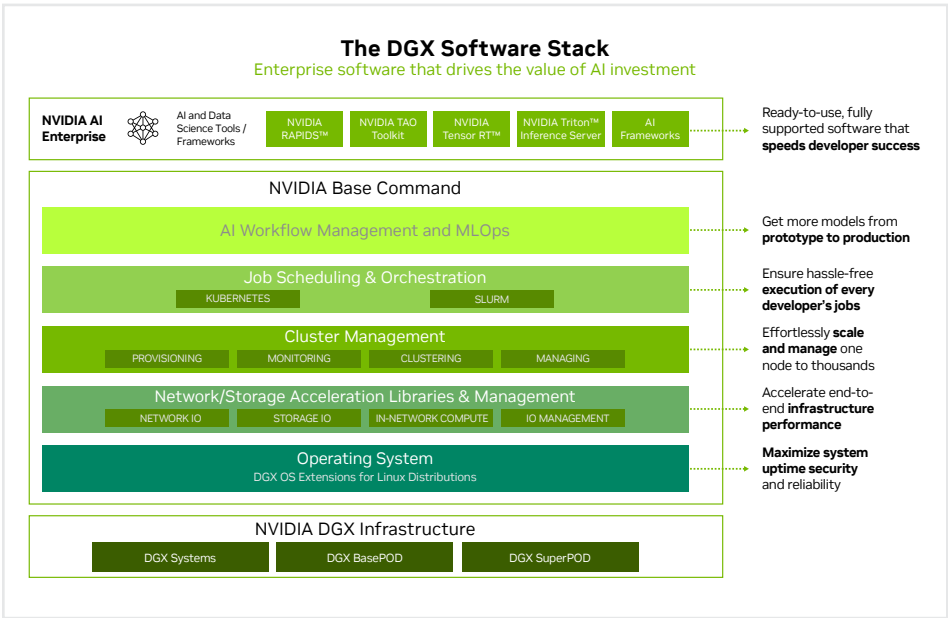 The DGX Software Stack
Enterprise software that drives the value of AI investment
NVIDIA AI
Enterprise
AI and Data
Science Tools /
Frameworks
NVIDIA
RAPIDS™
NVIDIA TAO
Toolkit
NVIDIA
Tensor RT™
NVIDIA Triton™
Inference Server
AI
Frameworks
Ready-to-use, fully
supported software that
speeds developer success
NVIDIA Base Command
AI Workflow Management and MLOps
Get more models from
prototype to production
Job Scheduling & Orchestration
KUBERNETES
SLURM
Ensure hassle-free
execution of every
developer's jobs
Cluster Management
PROVISIONING
MONITORING
CLUSTERING
MANAGING
Effortlessly scale
and manage one
node to thousands
Network/Storage Acceleration Libraries & Management
NETWORK IO
STORAGE IO
IN-NETWORK COMPUTE
IO MANAGEMENT
Accelerate end-to-
end infrastructure
performance
Operating System
DGX OS Extensions for Linux Distributions
Maximize system
uptime security
and reliability
NVIDIA DGX Infrastructure
DGX Systems
DGX BasePOD
DGX SuperPOD